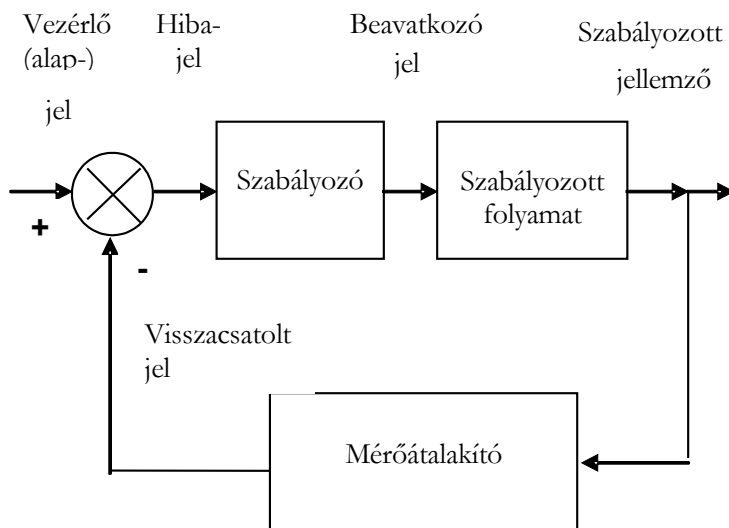 Vezérlő
(alap-)
jel
Hiba-
jel
Beavatkozó
jel
Szabályozott
jellemző
Szabályozó
Szabályozott
folyamat
+
-
Visszacsatolt
jel
Mérőátalakító